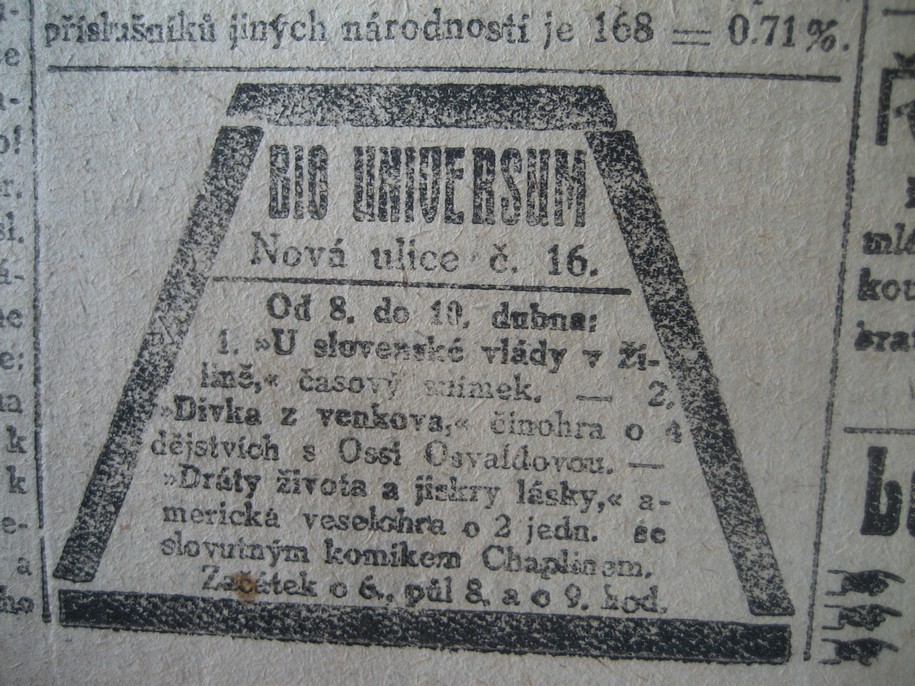 příslušníků jiných národností je 168 = 0.71%.
BIO UNIVERSUM
Nová ulice č. 16.
Od 8. do 10. dubna:
1. »U slovenské vlády v Ži-
lině,« časový snímek. — 2.
»Dívka z venkova,« činohra o 4
dějstvích s Ossi Osvaldovou. —
»Dráty života a jiskry lásky,« a-
merická veselohra o 2 jedn. se
slovutným komikem Chaplinem.
Začátek o 6., půl 8. a o 9. hod.